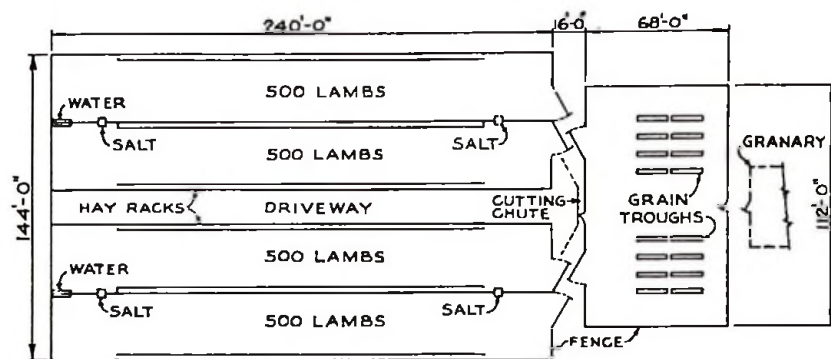 240'-0"
16-0
68'-0"
500 LAMBS
WATER
SALT
SALT
GRANARY
500 LAMBS
144'-0"
HAY RACKS
DRIVEWAY
CUTTING
CHUTE
GRAIN
TROUGHS
112'-0"
500 LAMBS
WATER
SALT
SALT
500 LAMBS
FENCE